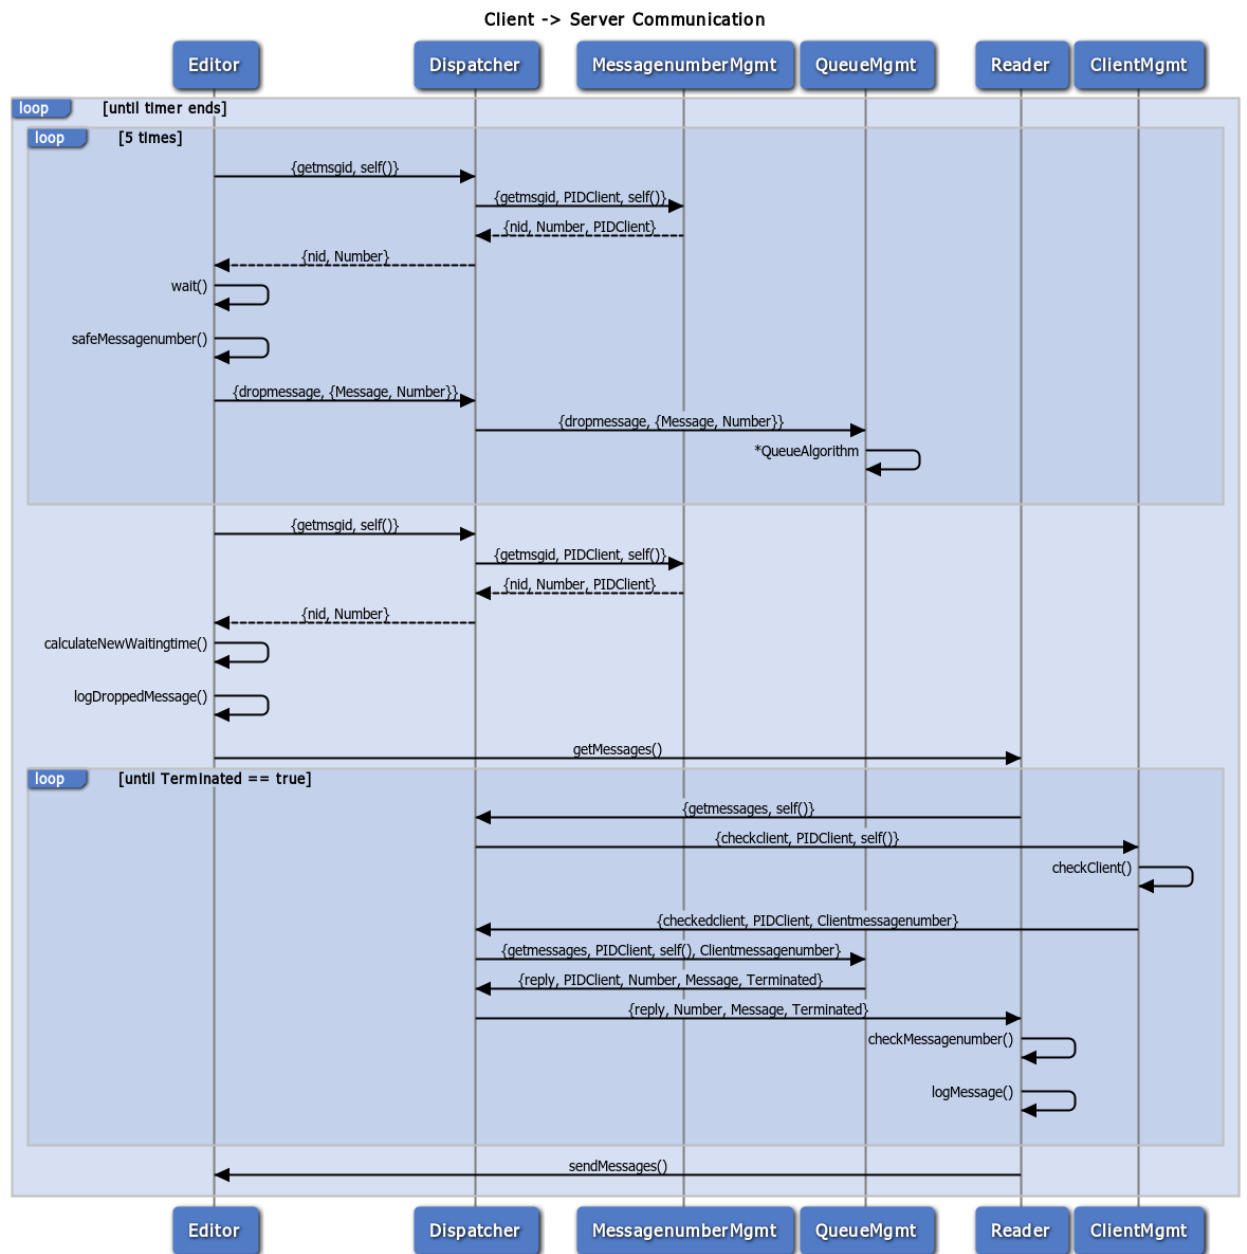 Client -> Server Communication
Editor Dispatcher MessagenumberMgmt QueueMgmt Reader ClientMgmt
loop [until timer ends]
loop [5 times]
{getmsgid, self()}
{getmsgid, PIDClient, self()}
{nid, Number, PIDClient}
{nid, Number}
wait()
safeMessagenumber()
{dropmessage, {Message, Number}}
{dropmessage, {Message, Number}}
*QueueAlgorithm
{getmsgid, self()}
{getmsgid, PIDClient, self()}
{nid, Number, PIDClient}
{nid, Number}
calculateNewWaitingtime()
logDroppedMessage()
getMessages()
loop [until Terminated == true]
{getmessages, self()}
{checkclient, PIDClient, self()}
checkClient()
{checkedclient, PIDClient, Clientmessagenumber}
{getmessages, PIDClient, self(), Clientmessagenumber}
{reply, PIDClient, Number, Message, Terminated}
{reply, Number, Message, Terminated}
checkMessagenumber()
logMessage()
sendMessages()
Editor Dispatcher MessagenumberMgmt QueueMgmt Reader ClientMgmt